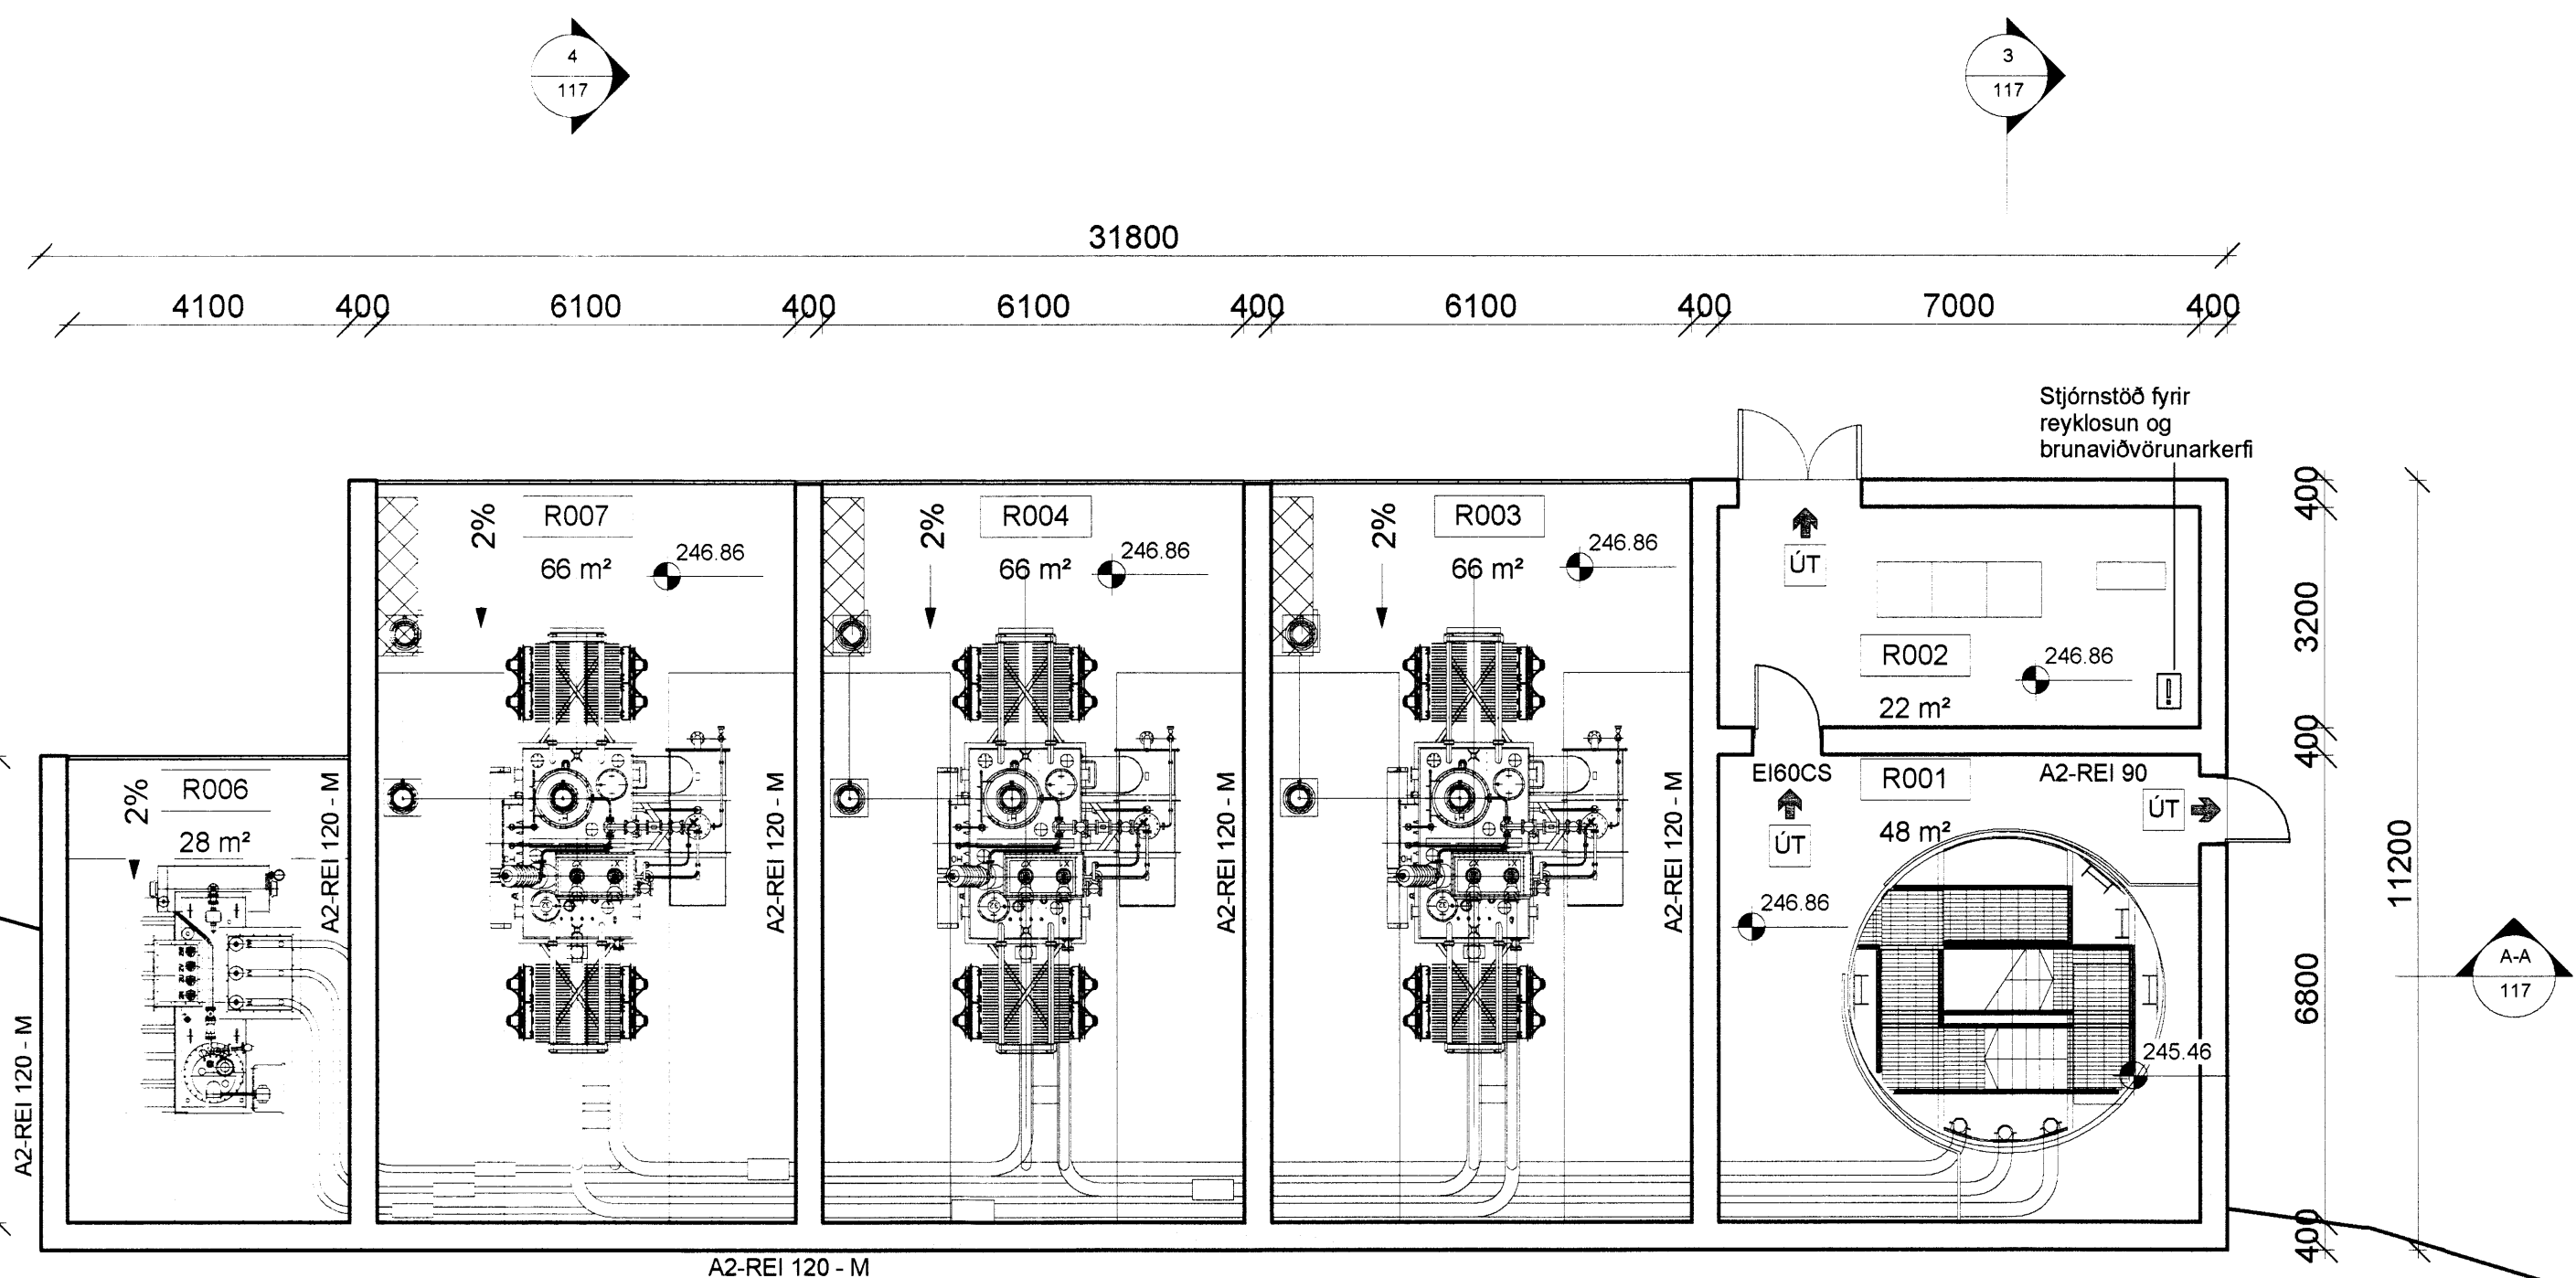 4
117
3
117
31800
4100
400
6100
400
6100
400
6100
400
7000
400
Stjórnstöð fyrir
reyklosun og
brunaviðvörunarkerfi
2%
R007
66 m²
246.86
2%
R004
66 m²
246.86
2%
R003
66 m²
246.86
ÚT
R002
22 m²
246.86
!
400
3200
400
6800
400
11200
2%
R006
28 m²
A2-REI 120 - M
A2-REI 120 - M
A2-REI 120 - M
A2-REI 120 - M
EI60CS
R001
A2-REI 90
48 m²
ÚT
ÚT
246.86
245.46
A-A
117
A2-REI 120 - M
A2-REI 120 - M